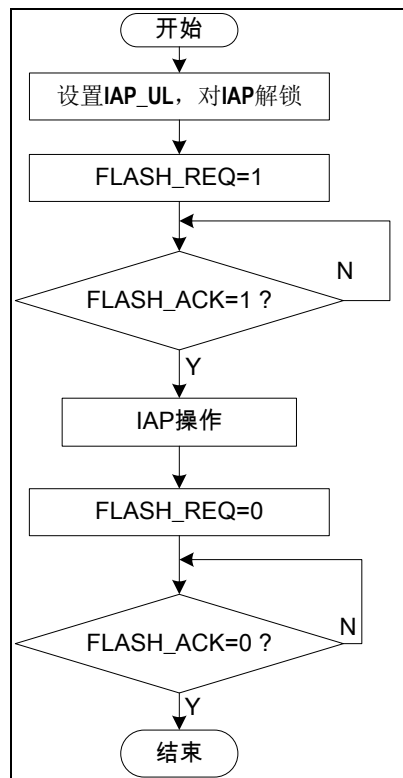 开始
设置IAP_UL，对IAP解锁
FLASH_REQ=1
FLASH_ACK=1 ?
N
Y
IAP操作
FLASH_REQ=0
FLASH_ACK=0 ?
N
Y
结束